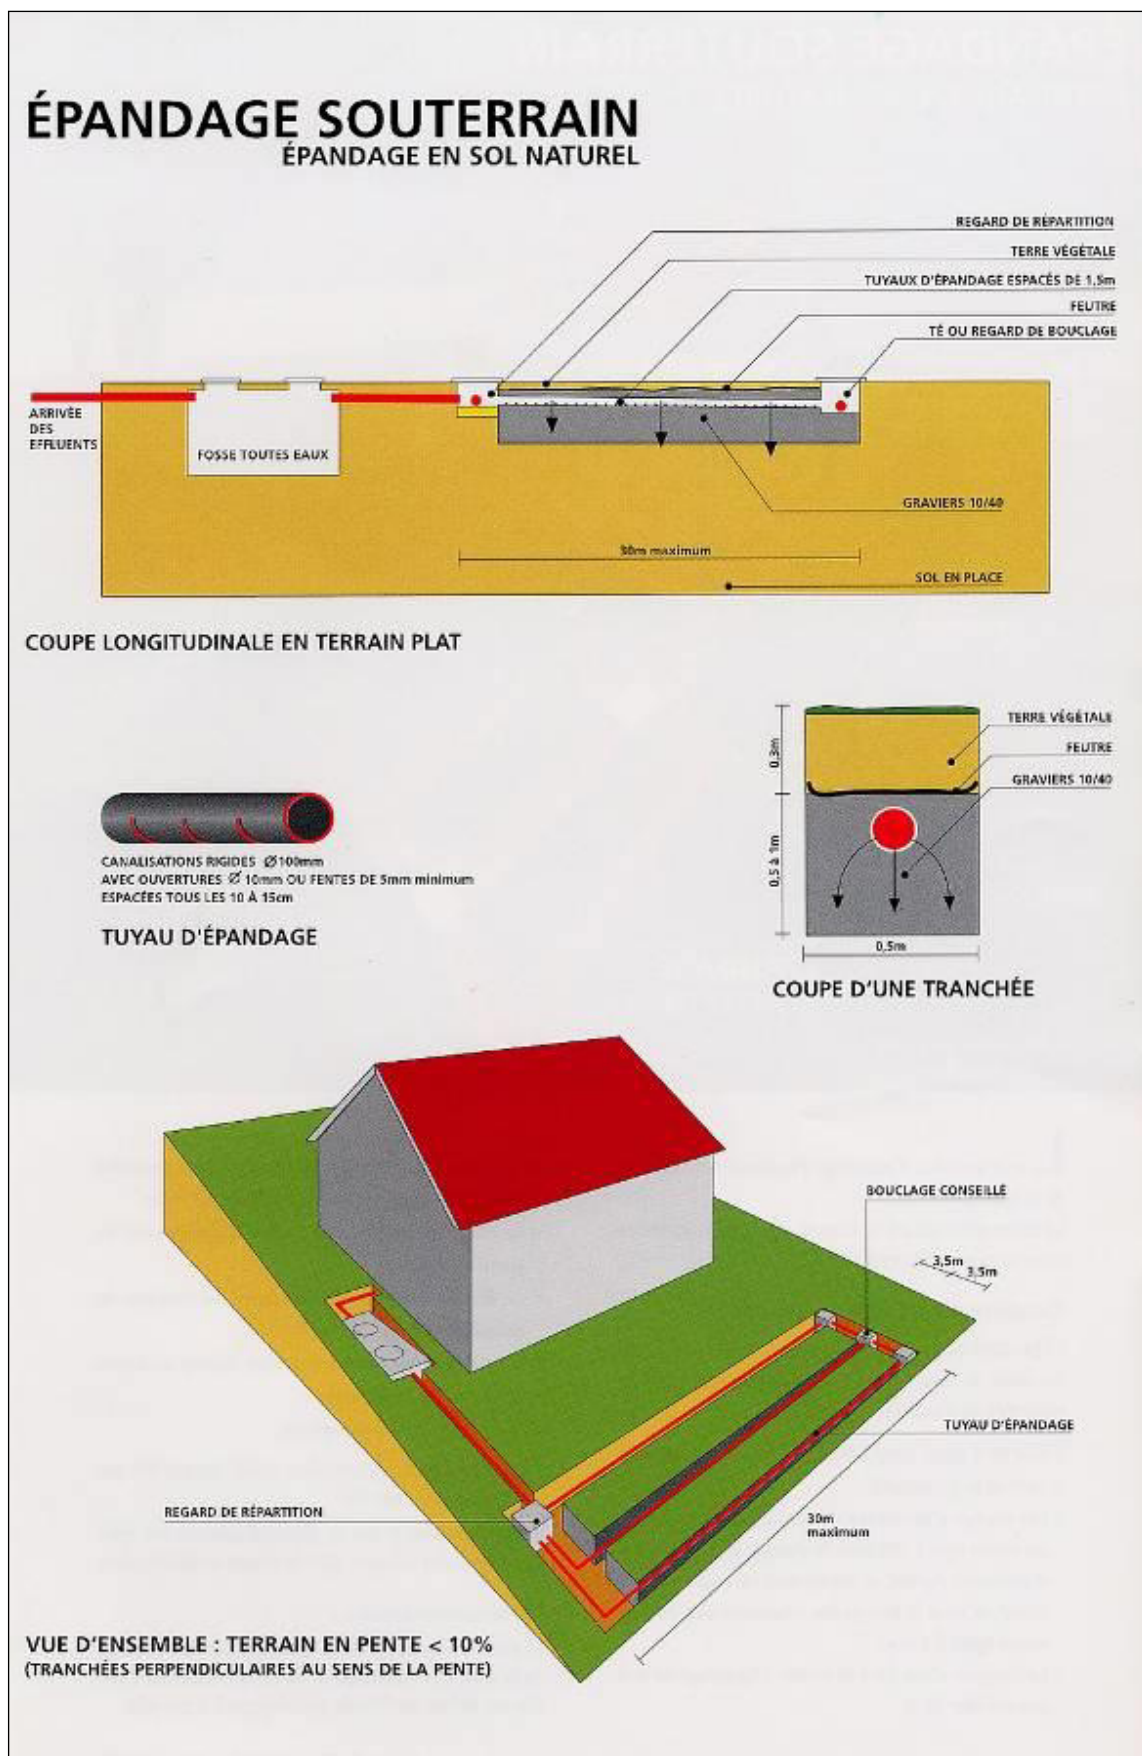 ÉPANDAGE SOUTERRAIN
ÉPANDAGE EN SOL NATUREL
REGARD DE RÉPARTITION
TERRE VÉGÉTALE
TUYAUX D'ÉPANDAGE ESPACÉS DE 1,5m
FEUTRE
TÉ OU REGARD DE BOUCLAGE
ARRIVÉE
DES
EFFLUENTS
FOSSE TOUTES EAUX
GRAVIERS 10/40
30m maximum
SOL EN PLACE
COUPE LONGITUDINALE EN TERRAIN PLAT
TERRE VÉGÉTALE
FEUTRE
GRAVIERS 10/40
0,3m
0,5 à 1m
0,5m
COUPE D'UNE TRANCHÉE
CANALISATIONS RIGIDES Ø 100mm
AVEC OUVERTURES Ø 10mm OU FENTES DE 5mm minimum
ESPACÉES TOUS LES 10 À 15cm
TUYAU D'ÉPANDAGE
BOUCLAGE CONSEILLÉ
3,5m
3,5m
TUYAU D'ÉPANDAGE
REGARD DE RÉPARTITION
30m
maximum
VUE D'ENSEMBLE : TERRAIN EN PENTE < 10%
(TRANCHÉES PERPENDICULAIRES AU SENS DE LA PENTE)